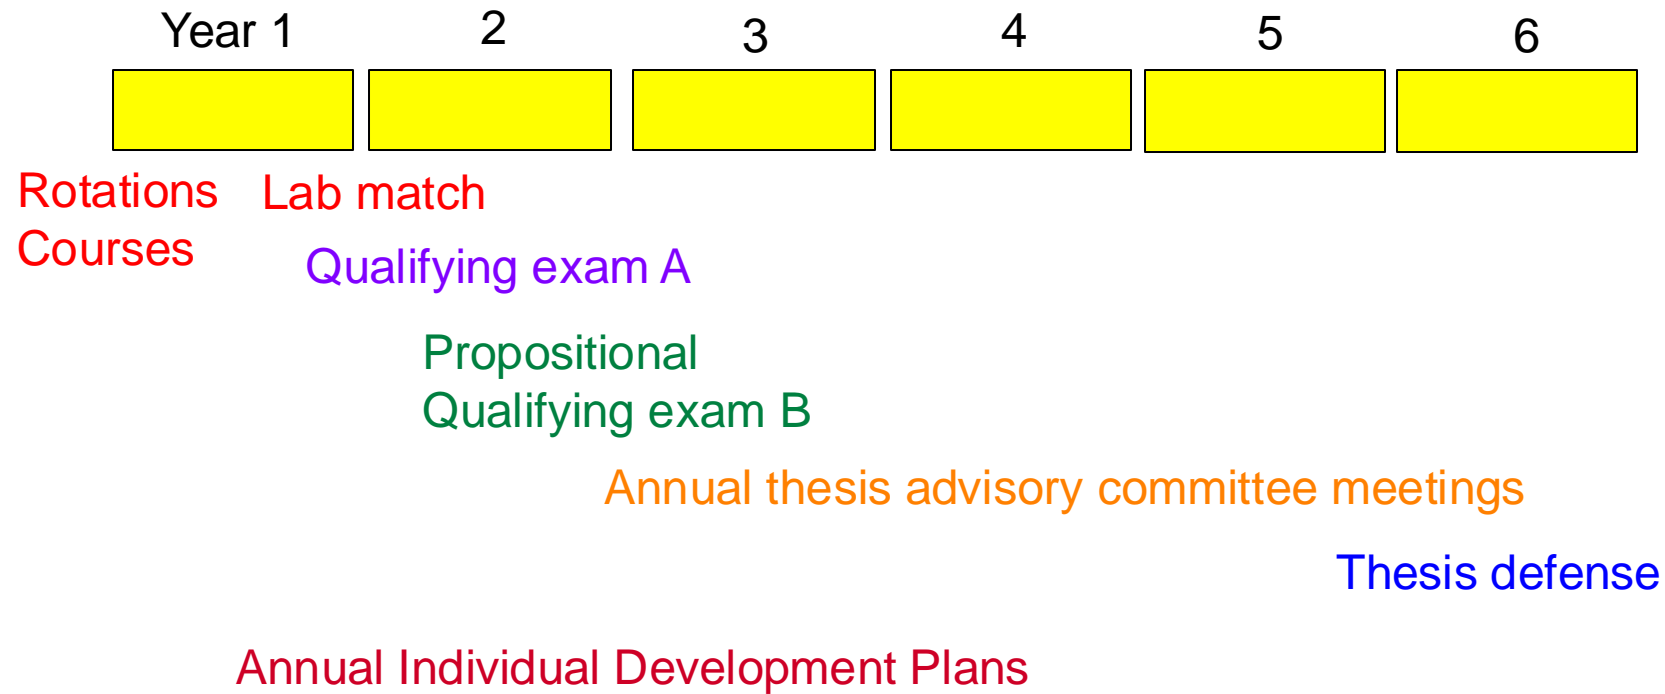 Year 1 2 3 4 5 6
Rotations Lab match
Courses
Qualifying exam A
Propositional
Qualifying exam B
Annual thesis advisory committee meetings
Thesis defense
Annual Individual Development Plans